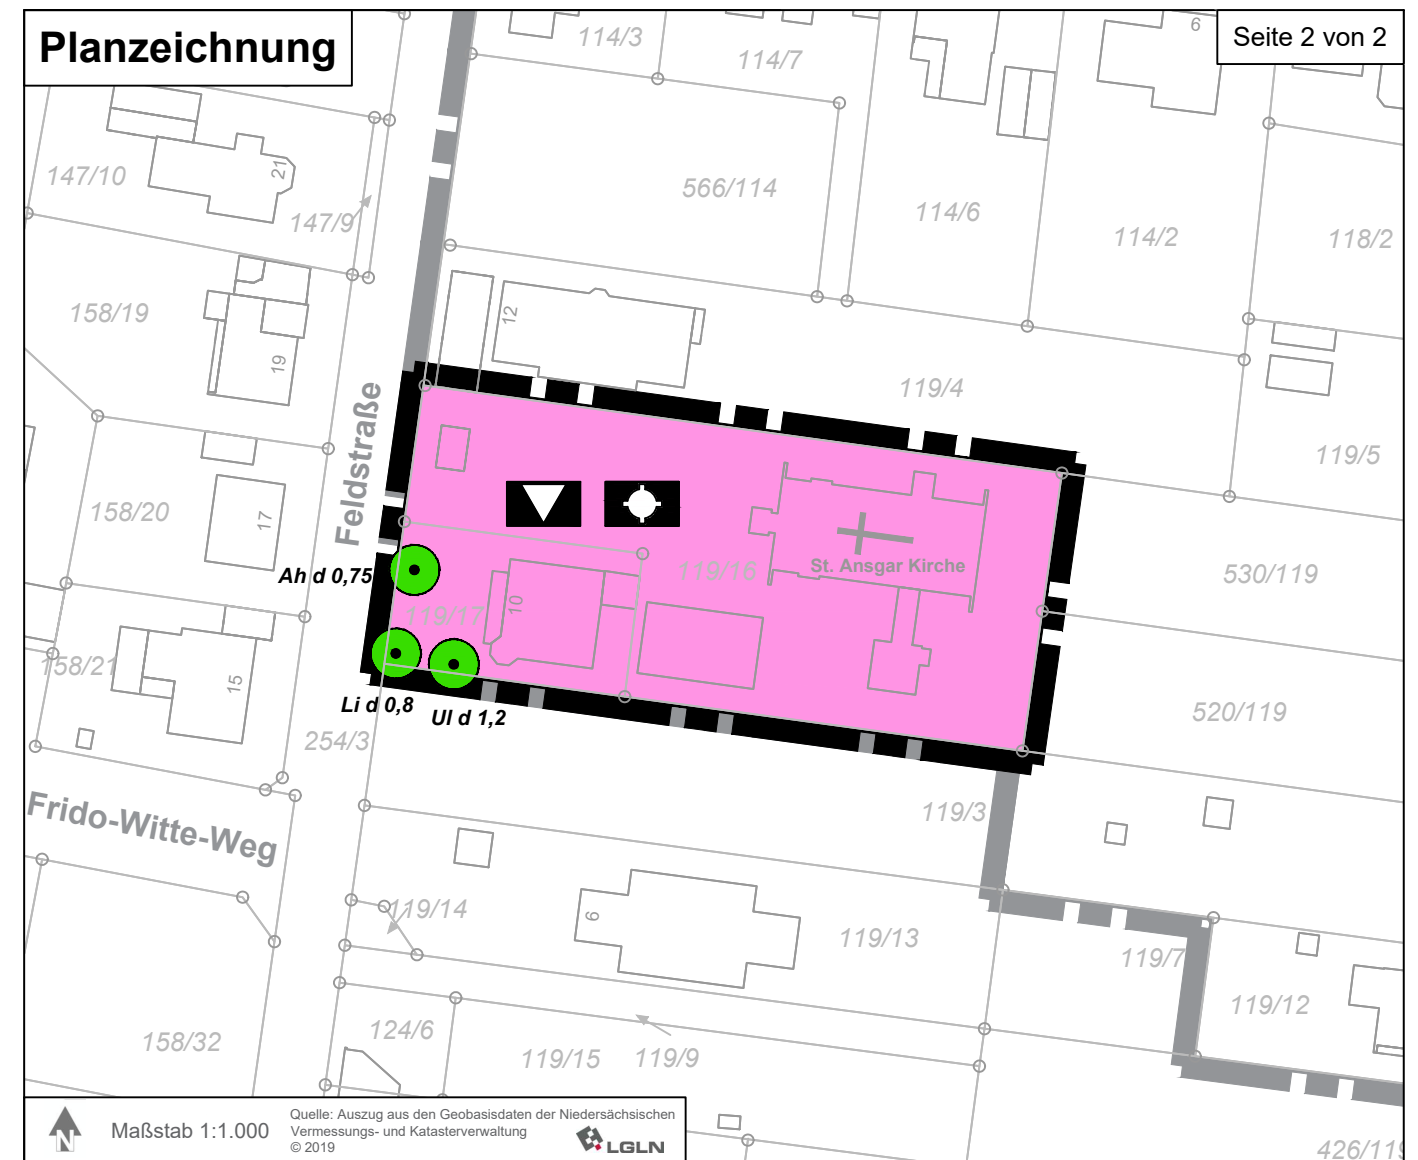 Planzeichnung
Seite 2 von 2
114/3
114/7
6
147/10
21
147/9
566/114
114/6
114/2
118/2
158/19
19
12
119/4
119/5
Feldstraße
158/20
17
Ah d 0,75
119/17
10
119/16
St. Ansgar Kirche
530/119
158/21
15
Li d 0,8
Ul d 1,2
254/3
520/119
Frido-Witte-Weg
119/3
119/14
6
119/13
119/7
119/12
158/32
124/6
119/15
119/9
N
Maßstab 1:1.000
Quelle: Auszug aus den Geobasisdaten der Niedersächsischen
Vermessungs- und Katasterverwaltung
© 2019
LGLN
426/119